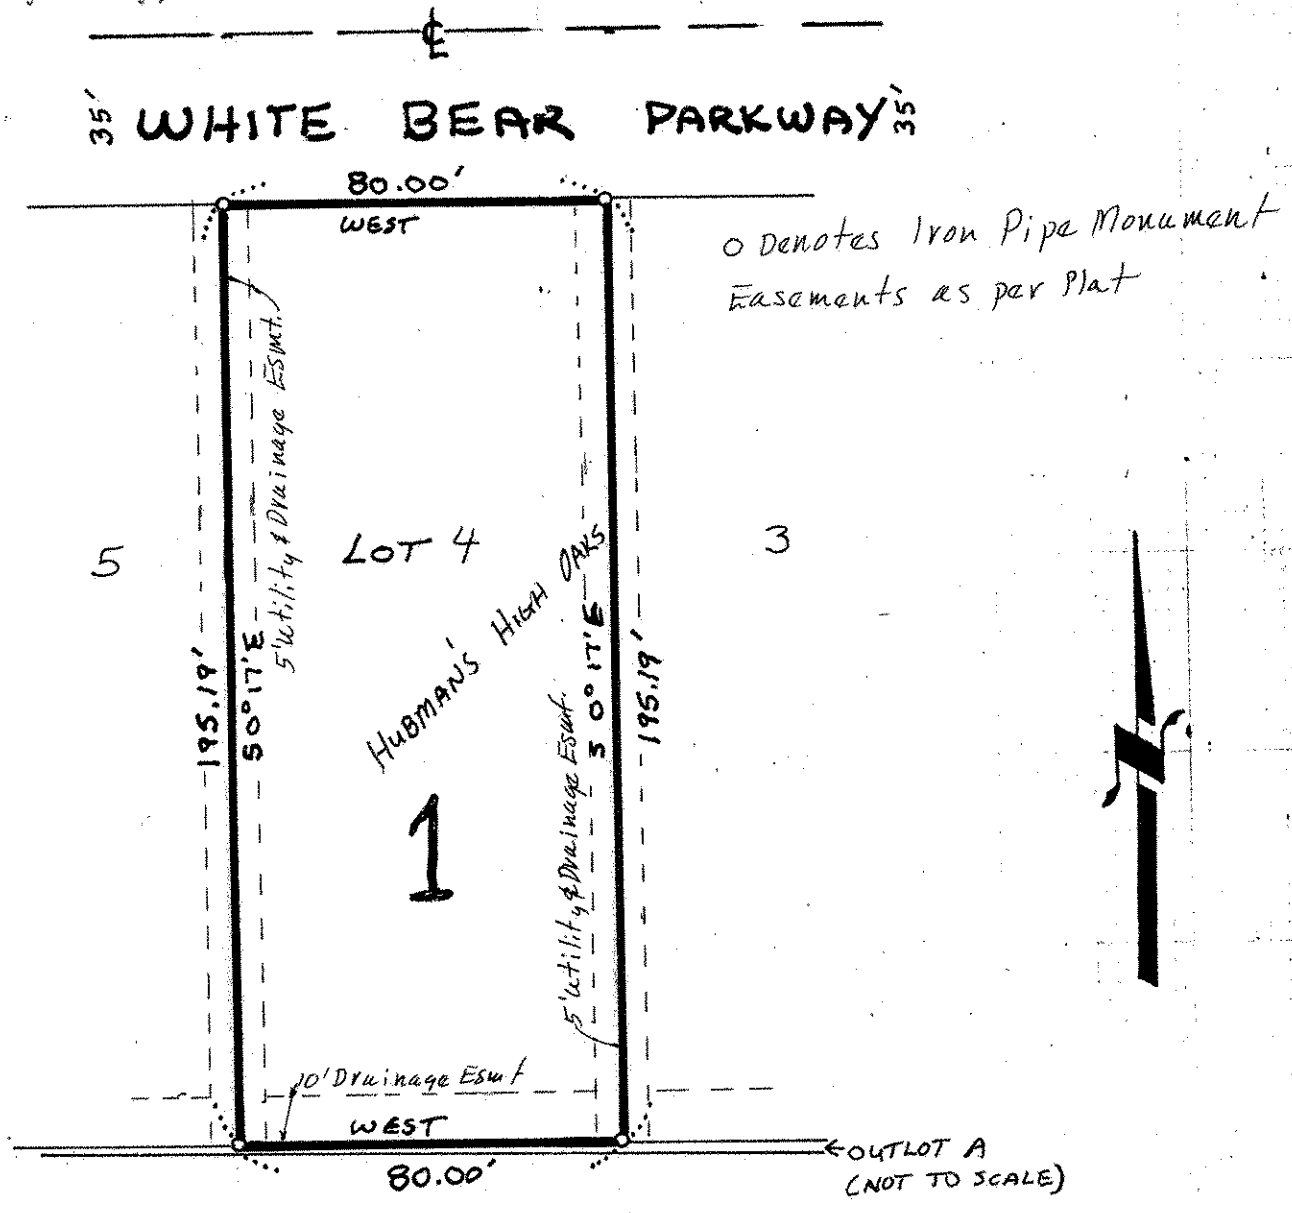 ℄
35' WHITE BEAR PARKWAY 35'
80.00'
WEST
o Denotes Iron Pipe Monument
Easements as per Plat
5' Utility & Drainage Esmt.
5
LOT 4
3
HUBMAN'S HIGH OAKS
195.19'
S 0° 17' E
S 0° 17' E
195.19'
1
5' Utility & Drainage Esmt.
10' Drainage Esmt
WEST
80.00'
←OUTLOT A
(NOT TO SCALE)